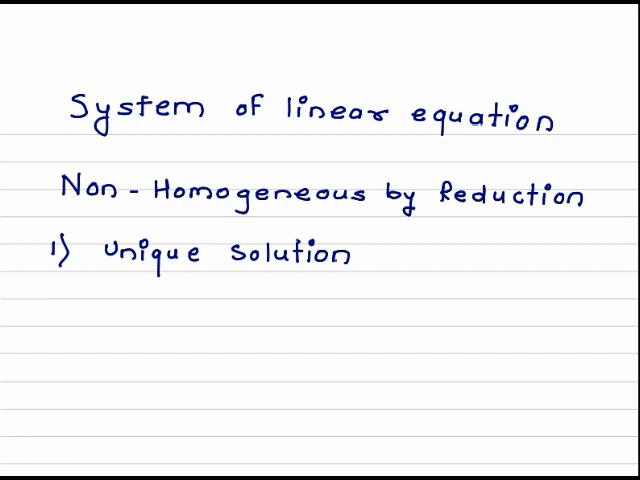 System of linear equation
Non - Homogeneous by Reduction
1) unique solution